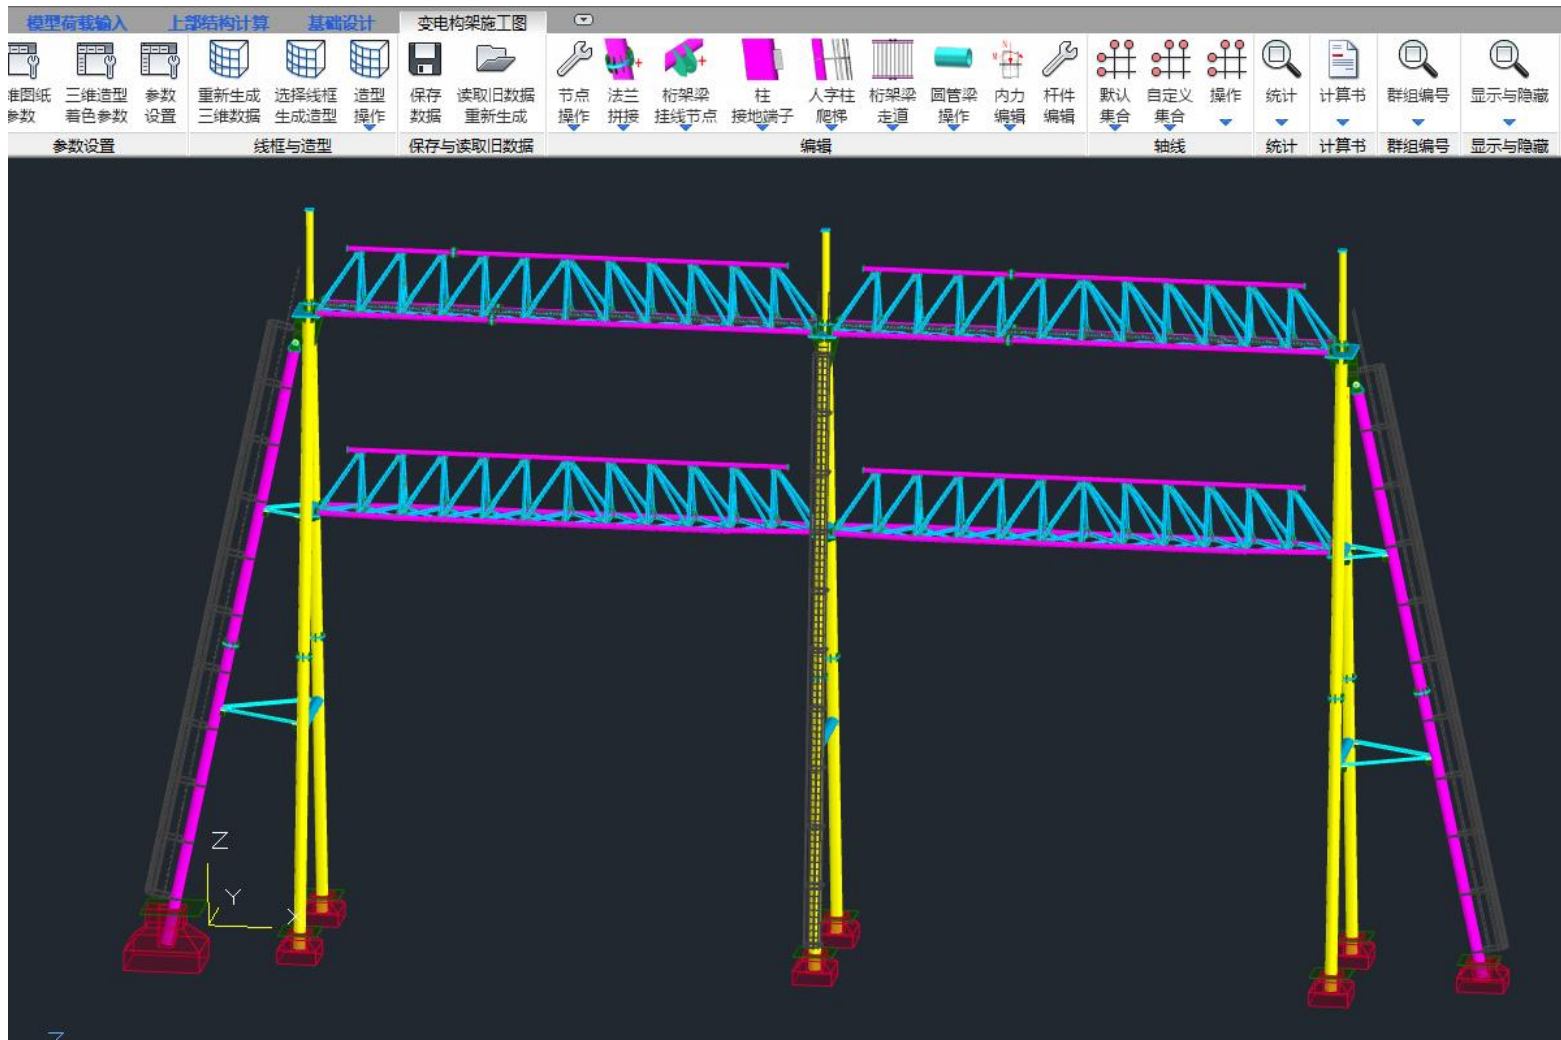 模型荷载输入 上部结构计算 基础设计 变电构架施工图
维图纸 三维造型 参数 重新生成 选择线框 造型 保存 读取旧数据 节点 法兰 桁架梁 柱 人字柱 桁架梁 圆管梁 内力 杆件 默认 自定义 操作 统计 计算书 群组编号 显示与隐藏
参数 着色参数 设置 三维数据 生成造型 操作 数据 重新生成 操作 拼接 挂线节点 接地端子 爬梯 走道 操作 编辑 编辑 集合 集合
参数设置 线框与造型 保存与读取旧数据 编辑 轴线 统计 计算书 群组编号 显示与隐藏
Z
Y
X
Z